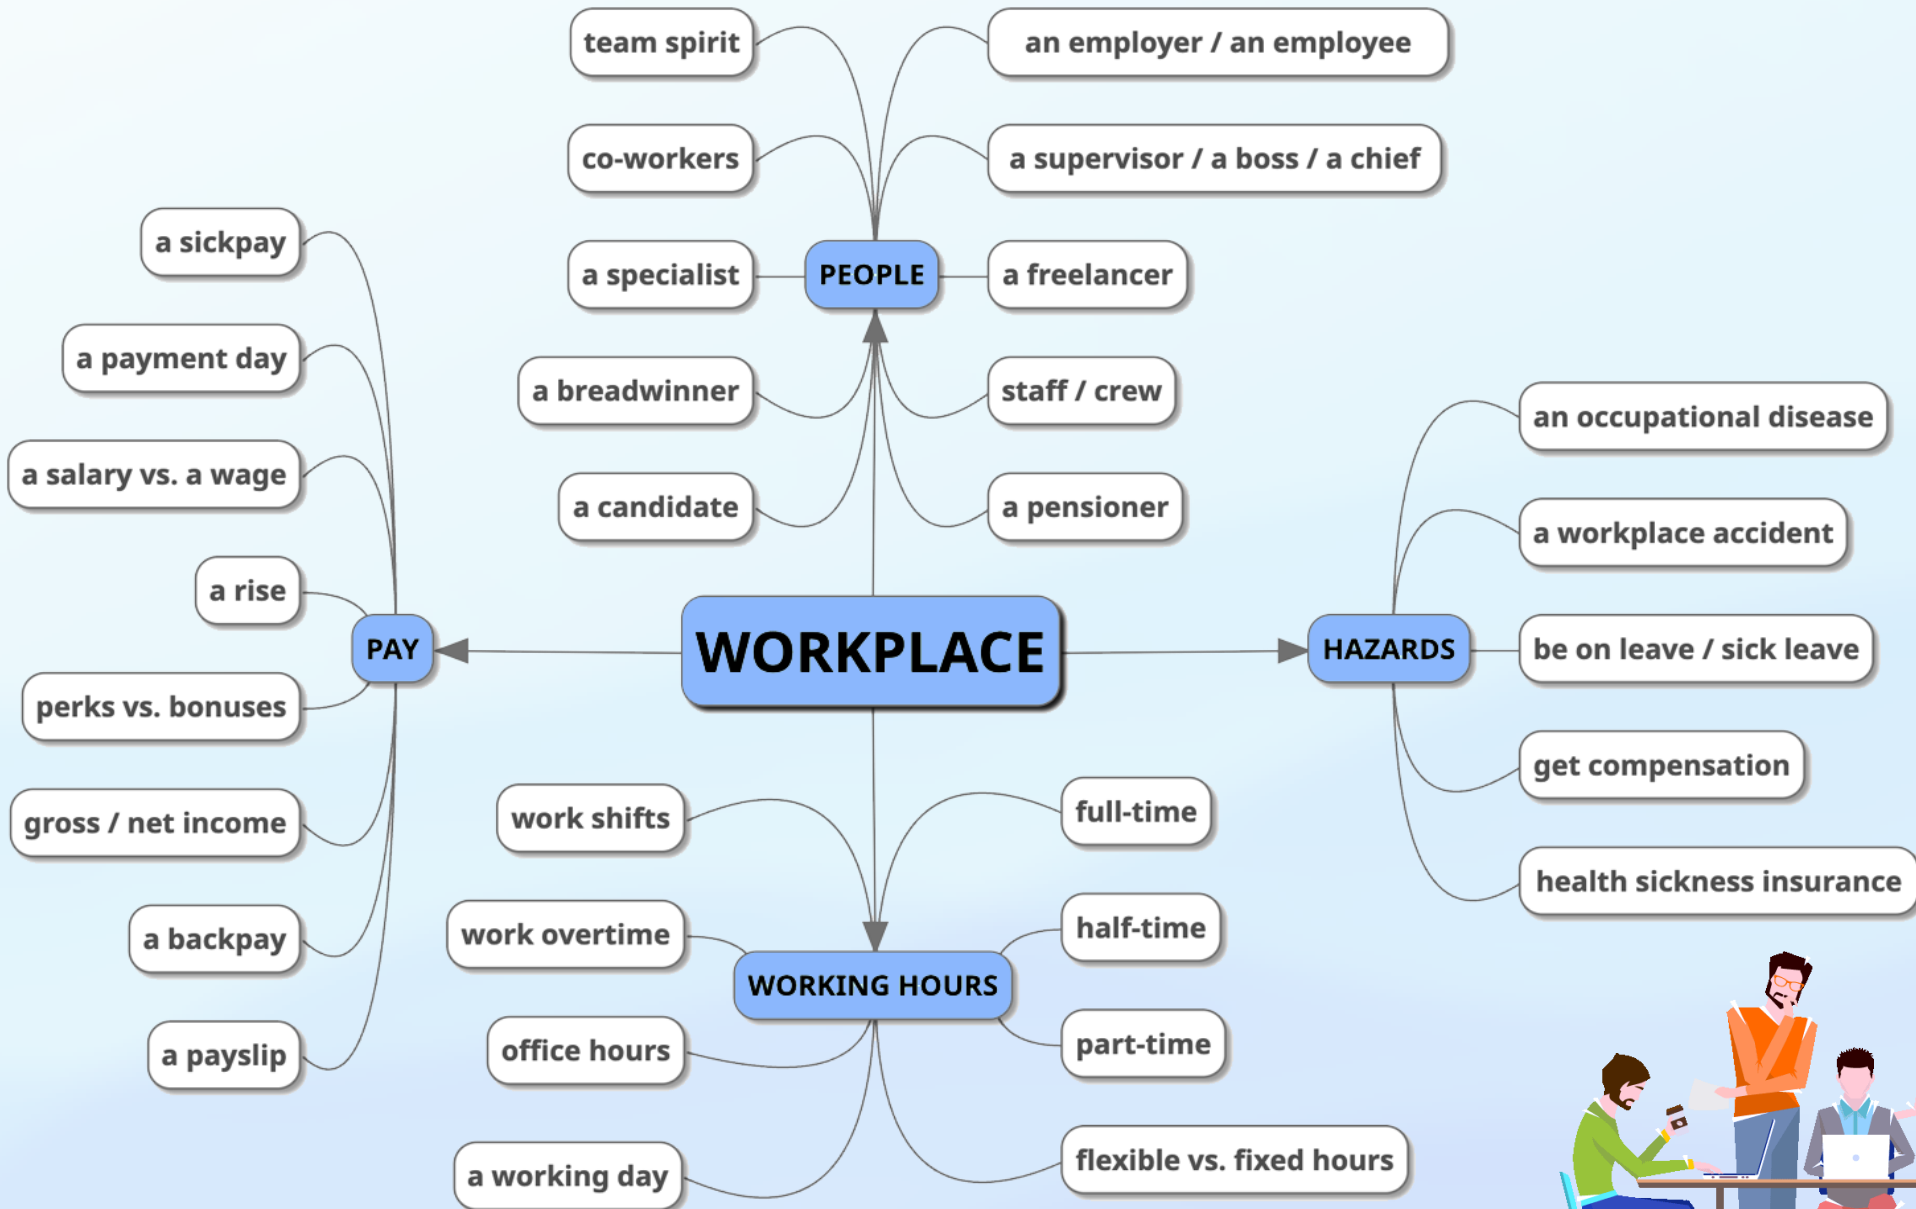 team spirit
an employer / an employee
co-workers
a supervisor / a boss / a chief
a specialist
PEOPLE
a freelancer
a breadwinner
staff / crew
a candidate
a pensioner
a sickpay
a payment day
a salary vs. a wage
a rise
PAY
perks vs. bonuses
gross / net income
a backpay
a payslip
WORKPLACE
an occupational disease
a workplace accident
HAZARDS
be on leave / sick leave
get compensation
health sickness insurance
work shifts
full-time
work overtime
half-time
WORKING HOURS
office hours
part-time
a working day
flexible vs. fixed hours